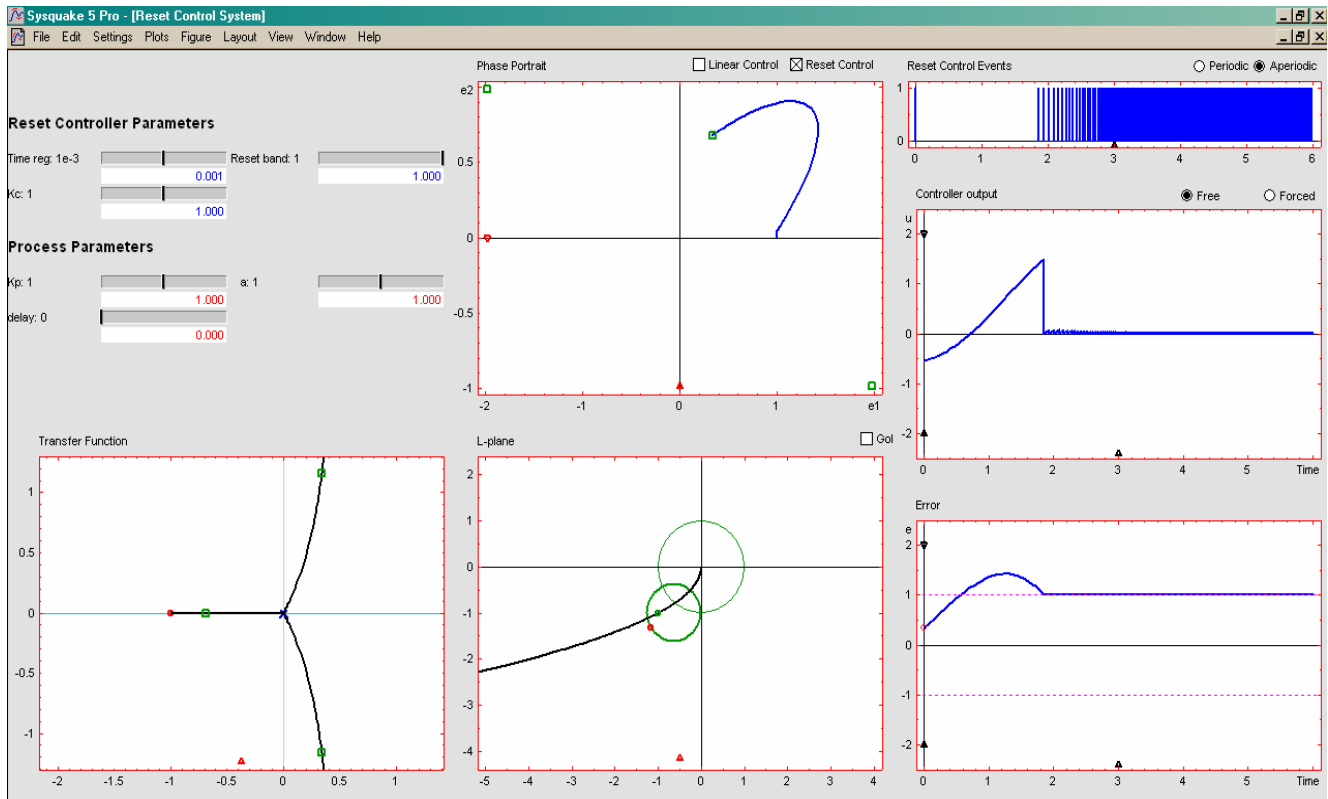 Sysquake 5 Pro - [Reset Control System]
File Edit Settings Plots Figure Layout View Window Help
Reset Controller Parameters
Time reg: 1e-3
0.001
Reset band: 1
1.000
Kc: 1
1.000
Process Parameters
Kp: 1
1.000
a: 1
1.000
delay: 0
0.000
Phase Portrait
Linear Control
Reset Control
e2
0.5
0
-0.5
-1
-2 -1 0 1 e1
Reset Control Events
Periodic
Aperiodic
1
0
0 1 2 3 4 5 6
Controller output
Free
Forced
u
2
1
0
-1
-2
0 1 2 3 4 5 Time
Transfer Function
1
0.5
0
-0.5
-1
-2 -1.5 -1 -0.5 0 0.5 1
L-plane
Gol
2
1
0
-1
-2
-3
-4
-5 -4 -3 -2 -1 0 1 2 3 4
Error
e
2
1
0
-1
-2
0 1 2 3 4 5 Time